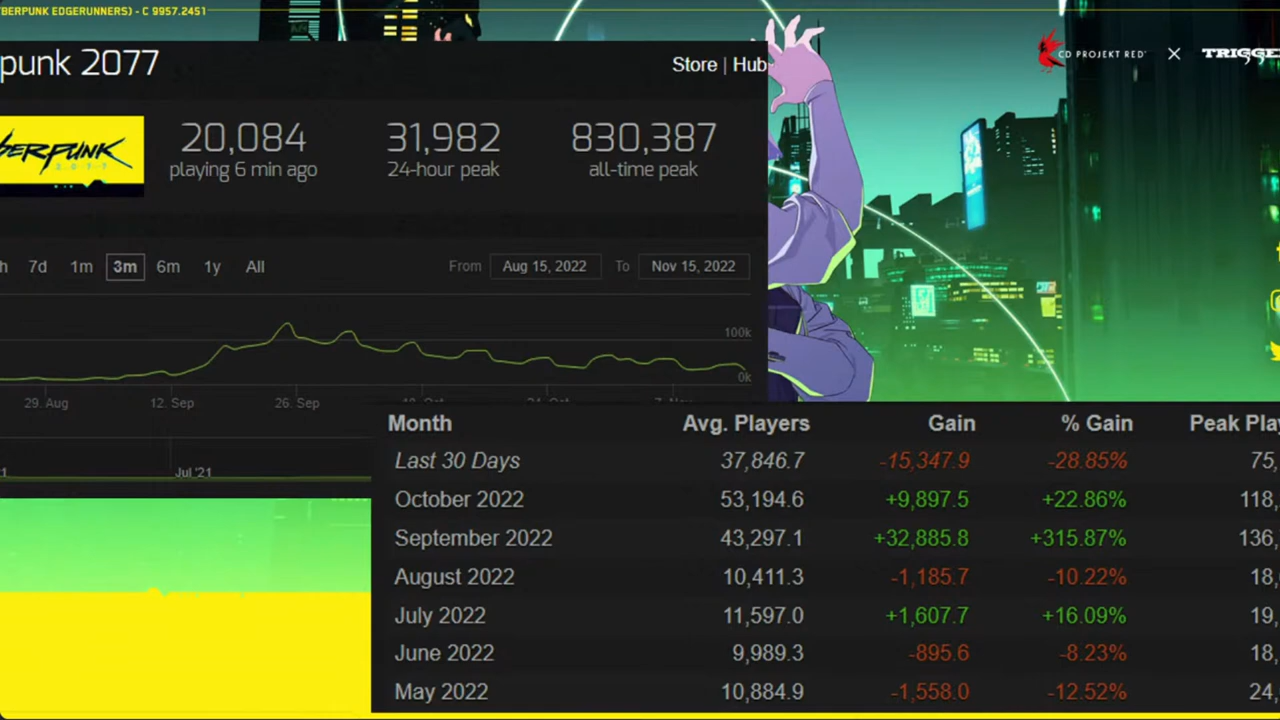 BERPUNK EDGERUNNERS) - C 9957.2451
punk 2077
Store | Hub
CD PROJEKT RED
×
TRIGGE
BERPUNK
2077
20,084
31,982
830,387
playing 6 min ago
24-hour peak
all-time peak
h 7d 1m 3m 6m 1y All
From Aug 15, 2022 To Nov 15, 2022
100k
0k
29. Aug 12. Sep 26. Sep
Jul '21
Month Avg. Players Gain % Gain Peak Play
Last 30 Days 37,846.7 -15,347.9 -28.85% 75,
October 2022 53,194.6 +9,897.5 +22.86% 118,
September 2022 43,297.1 +32,885.8 +315.87% 136,
August 2022 10,411.3 -1,185.7 -10.22% 18,
July 2022 11,597.0 +1,607.7 +16.09% 19,
June 2022 9,989.3 -895.6 -8.23% 18,
May 2022 10,884.9 -1,558.0 -12.52% 24,